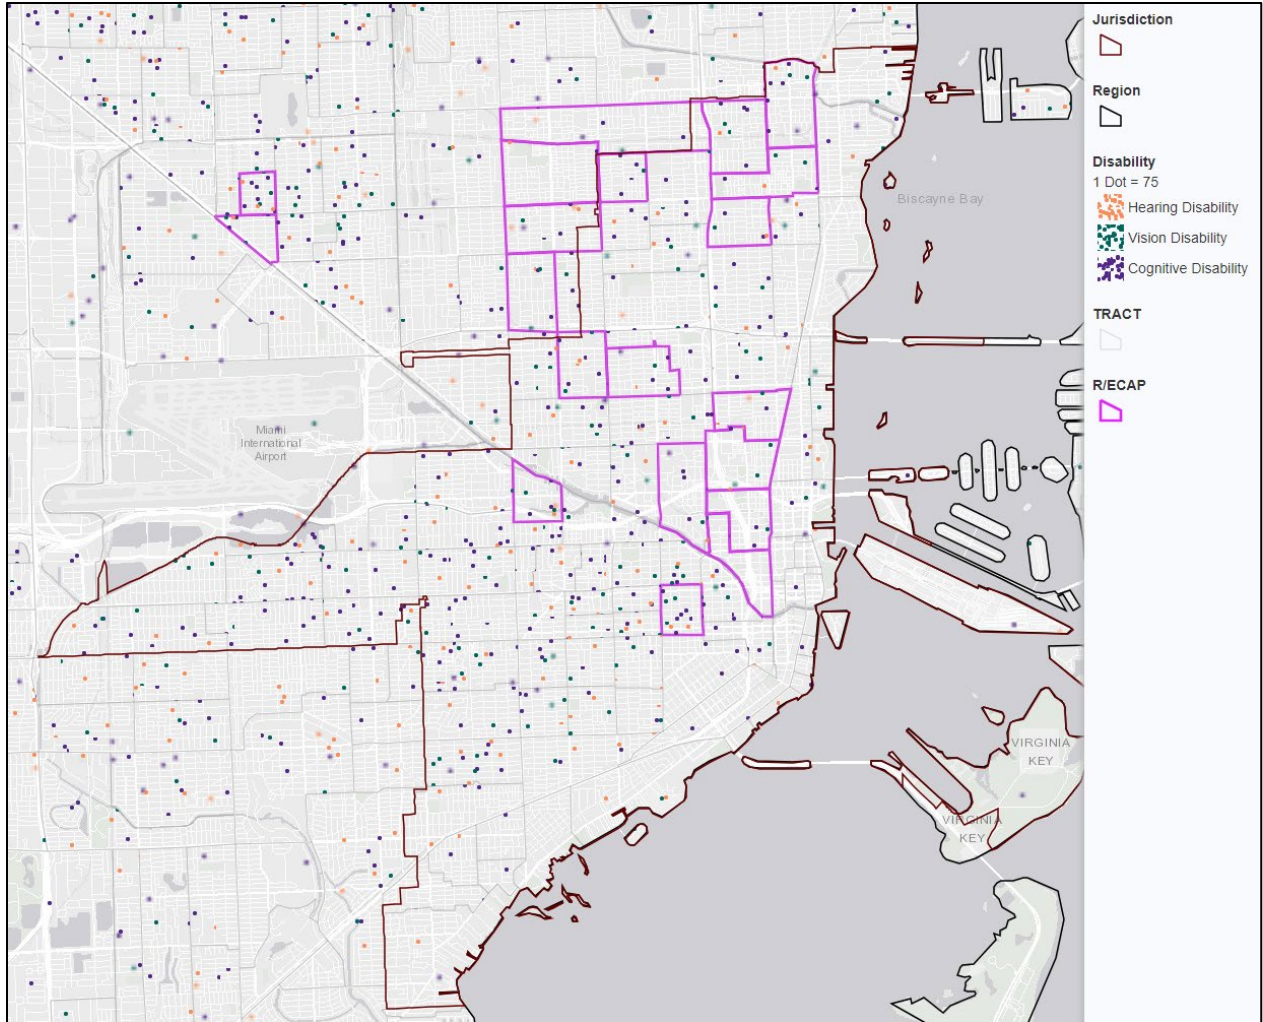 Jurisdiction
Region
Disability
1 Dot = 75
Hearing Disability
Vision Disability
Cognitive Disability
TRACT
R/ECAP
Biscayne Bay
Miami
International
Airport
VIRGINIA
KEY
VIRGINIA
KEY